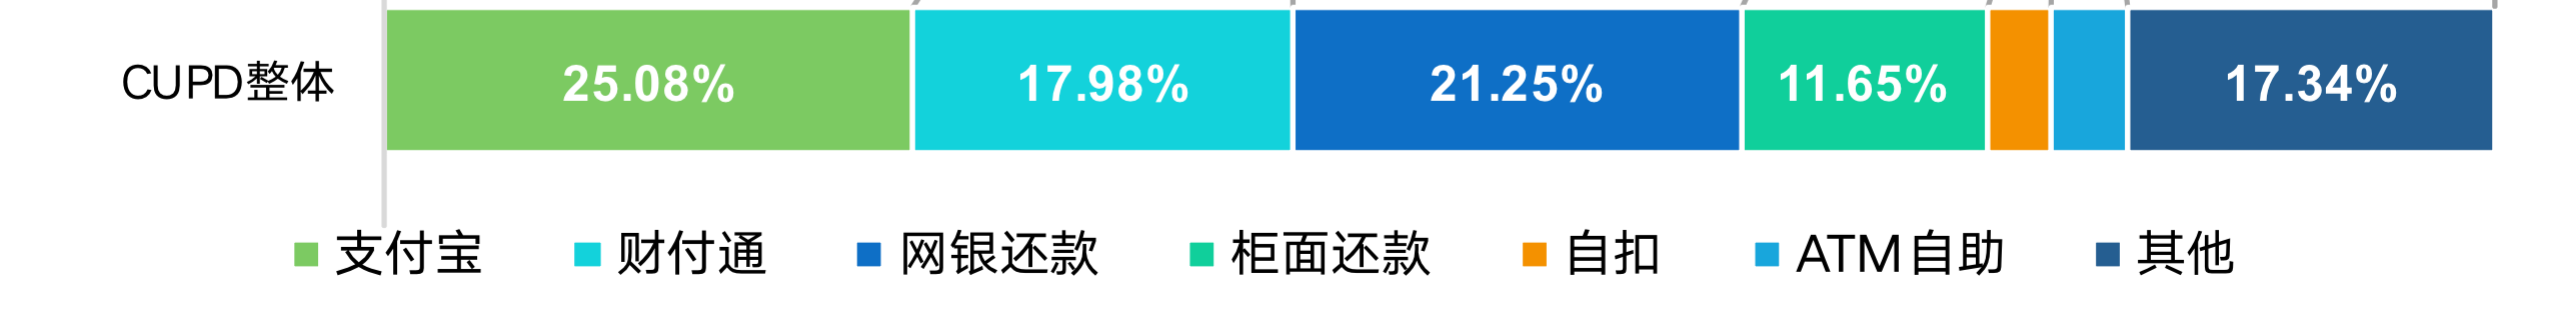 CUPD整体 25.08% 17.98% 21.25% 11.65% 17.34%
支付宝 财付通 网银还款 柜面还款 自扣 ATM自助 其他